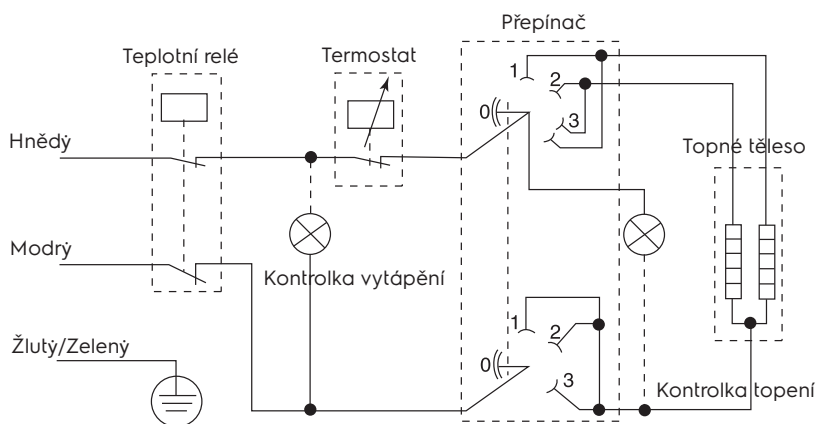 Přepínač
Teplotní relé
Termostat
1
2
0
3
Hnědý
Topné těleso
Modrý
Kontrolka vytápění
1
2
0
3
Žlutý/Zelený
Kontrolka topení